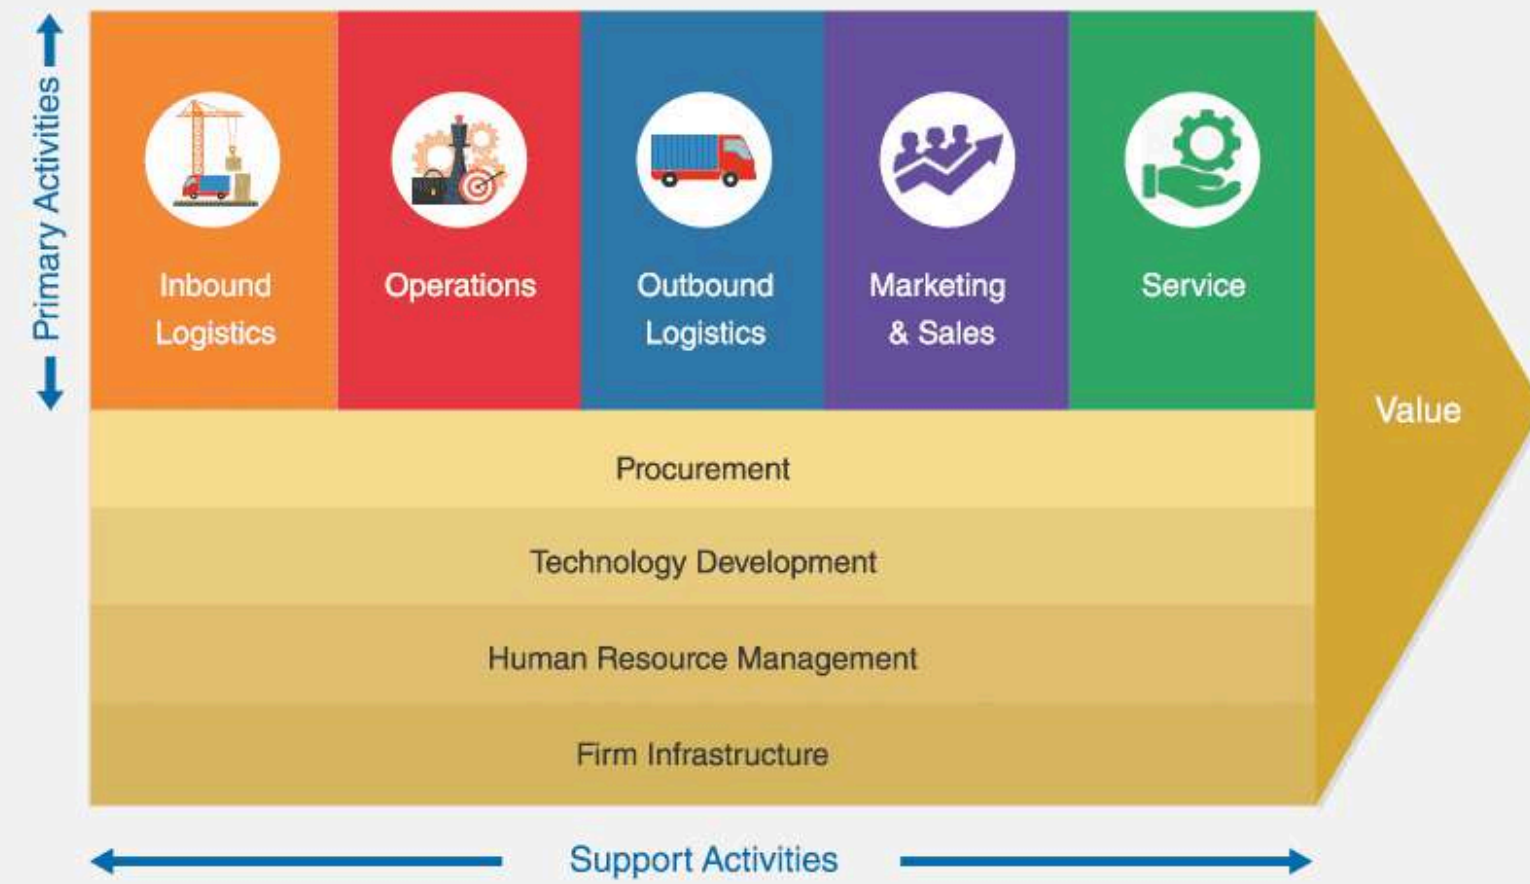 Primary Activities
Inbound
Logistics
Operations
Outbound
Logistics
Marketing
& Sales
Service
Value
Procurement
Technology Development
Human Resource Management
Firm Infrastructure
Support Activities